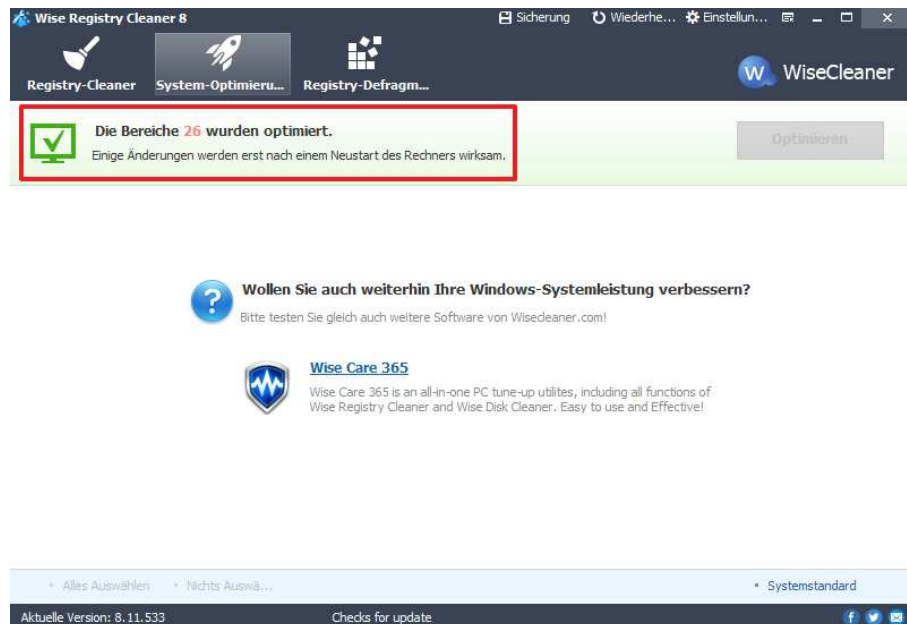 Wise Registry Cleaner 8
Sicherung
Wiederhe...
Einstellun...
Registry-Cleaner
System-Optimieru...
Registry-Defragm...
W
WiseCleaner
Die Bereiche 26 wurden optimiert.
Einige Änderungen werden erst nach einem Neustart des Rechners wirksam.
Optimieren
Wollen Sie auch weiterhin Ihre Windows-Systemleistung verbessern?
Bitte testen Sie gleich auch weitere Software von Wisecleaner.com!
Wise Care 365
Wise Care 365 is an all-in-one PC tune-up utilites, including all functions of
Wise Registry Cleaner and Wise Disk Cleaner. Easy to use and Effective!
Alles Auswählen
Nichts Auswä...
Systemstandard
Aktuelle Version: 8.11.533
Checks for update